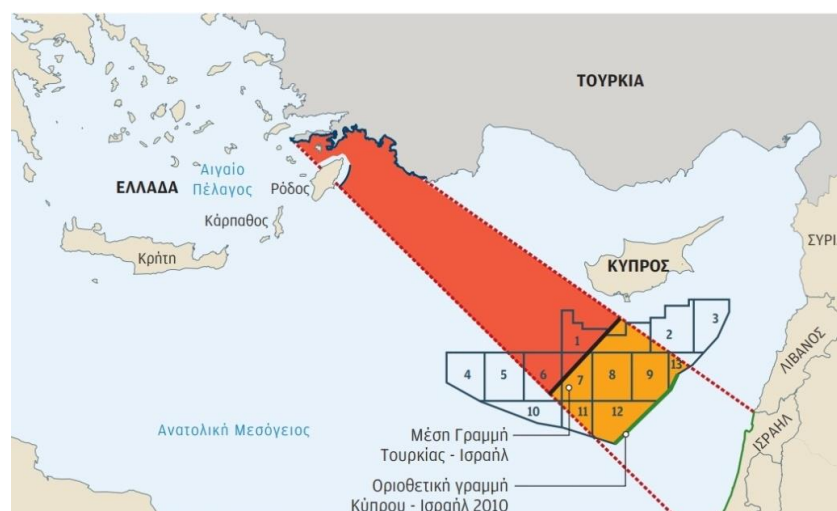 ΤΟΥΡΚΙΑ
Αιγαίο
Πέλαγος
ΕΛΛΑΔΑ
Ρόδος
Κάρπαθος
Κρήτη
ΚΥΠΡΟΣ
ΣΥΡΙ
ΛΙΒΑΝΟΣ
ΙΣΡΑΗΛ
3
2
1
13
4
5
6
7
8
9
10
11
12
Ανατολική Μεσόγειος
Μέση Γραμμή
Τουρκίας - Ισραήλ
Οριοθετική γραμμή
Κύπρου - Ισραήλ 2010